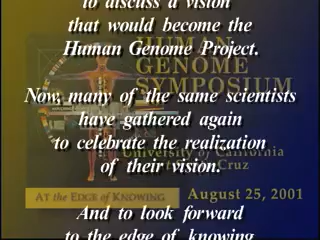 to discuss a vision
that would become the
Human Genome Project.
HUMAN
GENOME
SYMPOSIUM
Now, many of the same scientists
have gathered again
to celebrate the realization
of their vision.
University of California
Cruz
AT the EDGE OF KNOWING
August 25, 2001
And to look forward
to the edge of knowing